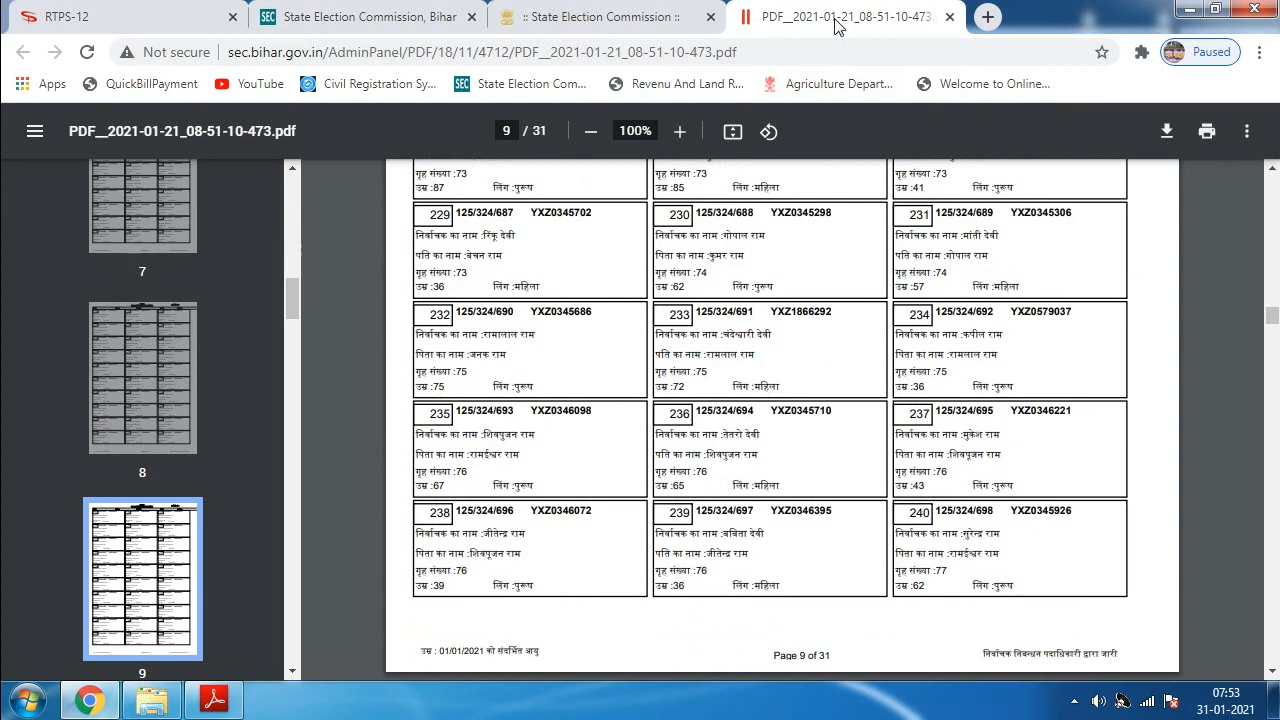 RTPS-12
State Election Commission, Bihar
:: State Election Commission ::
PDF__2021-01-21_08-51-10-473
Not secure
sec.bihar.gov.in/AdminPanel/PDF/18/17/4712/PDF__2021-01-21_08-51-10-473.pdf
Paused
Apps
QuickBillPayment
YouTube
Civil Registration Sy...
State Election Com...
Revenu And Land R...
Agriculture Depart...
Welcome to Online...
PDF__2021-01-21_08-51-10-473.pdf
9 / 31
100%
7
8
9
गृह संख्या :73
उम्र :87 लिंग :पुरूष
गृह संख्या :73
उम्र :85 लिंग :महिला
गृह संख्या :73
उम्र :41 लिंग :पुरूष
229 125/324/687 YXZ0345702
निर्वाचक का नाम :रिंकू देवी
पति का नाम :बेचन राम
गृह संख्या :73
उम्र :36 लिंग :महिला
230 125/324/688 YXZ0345298
निर्वाचक का नाम :गोपाल राम
पिता का नाम :कुमर राम
गृह संख्या :74
उम्र :62 लिंग :पुरूष
231 125/324/689 YXZ0345306
निर्वाचक का नाम :मांती देवी
पति का नाम :गोपाल राम
गृह संख्या :74
उम्र :57 लिंग :महिला
232 125/324/690
निर्वाचक का नाम :रामालाल राम
पिता का नाम :जनक राम
गृह संख्या :75
उम्र :75 लिंग :पुरूष
233 125/324/691
निर्वाचक का नाम :चंदेश्वारी देवी
पति का नाम :रामलाल राम
गृह संख्या :75
उम्र :72 लिंग :महिला
234 125/324/692 YXZ0579037
निर्वाचक का नाम :कपील राम
पिता का नाम :रामलाल राम
गृह संख्या :75
उम्र :36 लिंग :पुरूष
235 125/324/693 YXZ0346098
निर्वाचक का नाम :शिवपुजन राम
पिता का नाम :रामईश्वर राम
गृह संख्या :76
उम्र :67 लिंग :पुरूष
236 125/324/694
निर्वाचक का नाम :तेतरो देवी
पति का नाम :शिवपुजन राम
गृह संख्या :76
उम्र :65 लिंग :महिला
237 125/324/695 YXZ0346221
निर्वाचक का नाम :मुकेश राम
पिता का नाम :शिवपूजन राम
गृह संख्या :76
उम्र :43 लिंग :पुरूष
238 125/324/696 YXZ0346072
निर्वाचक का नाम :जीतेन्द्र राम
पिता का नाम :शिवपुजन राम
गृह संख्या :76
उम्र :39 लिंग :पुरूष
239 125/324/697 YXZ0636395
निर्वाचक का नाम :बबिता देवी
पति का नाम :जीतेन्द्र राम
गृह संख्या :76
उम्र :36 लिंग :महिला
240 125/324/698 YXZ0345926
निर्वाचक का नाम :सुरेन्द्र राम
पिता का नाम :रामईश्वर राम
गृह संख्या :77
उम्र :62 लिंग :पुरूष
उम्र : 01/01/2021 को संदर्भित आयु
Page 9 of 31
निर्वाचक निबन्धन पदाधिकारी द्वारा जारी
07:53
31-01-2021